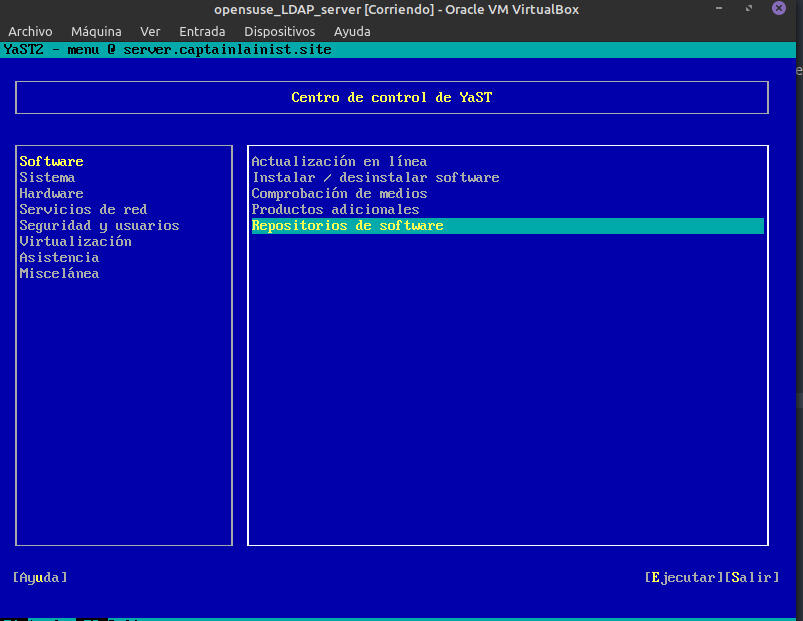 opensuse_LDAP_server [Corriendo] - Oracle VM VirtualBox
Archivo Máquina Ver Entrada Dispositivos Ayuda
YaST2 - menu @ server.captainlainist.site
Centro de control de YaST
Software
Sistema
Hardware
Servicios de red
Seguridad y usuarios
Virtualización
Asistencia
Miscelánea
Actualización en línea
Instalar / desinstalar software
Comprobación de medios
Productos adicionales
Repositorios de software
[Ayuda]
[Ejecutar][Salir]